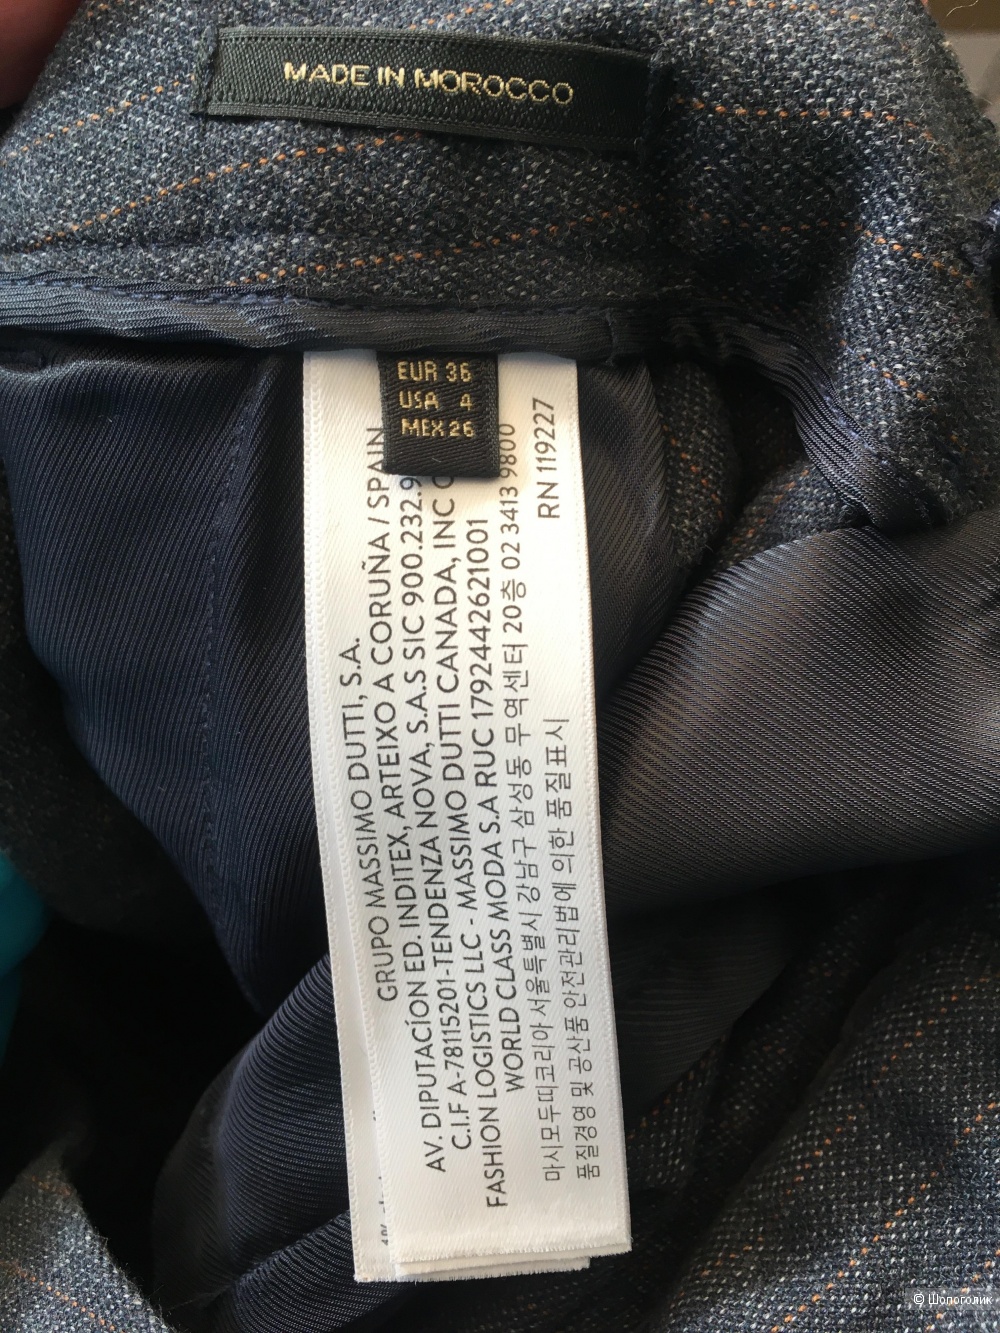 MADE IN MOROCCO
EUR 36
USA 4
MEX 26
GRUPO MASSIMO DUTTI, S.A.
AV. DIPUTACÍON ED. INDITEX, ARTEIXO A CORUÑA / SPAIN
C.I.F A-78115201-TENDENZA NOVA, S.A.S SIC 900.232.9
FASHION LOGISTICS LLC - MASSIMO DUTTI CANADA, INC
WORLD CLASS MODA S.A RUC 1792442621001
마시모두띠코리아 서울특별시 강남구 삼성동 무역센터 20층 02 3413 9800
품질경영 및 공산품 안전관리법에 의한 품질표시
RN 119227
© Шопоголик